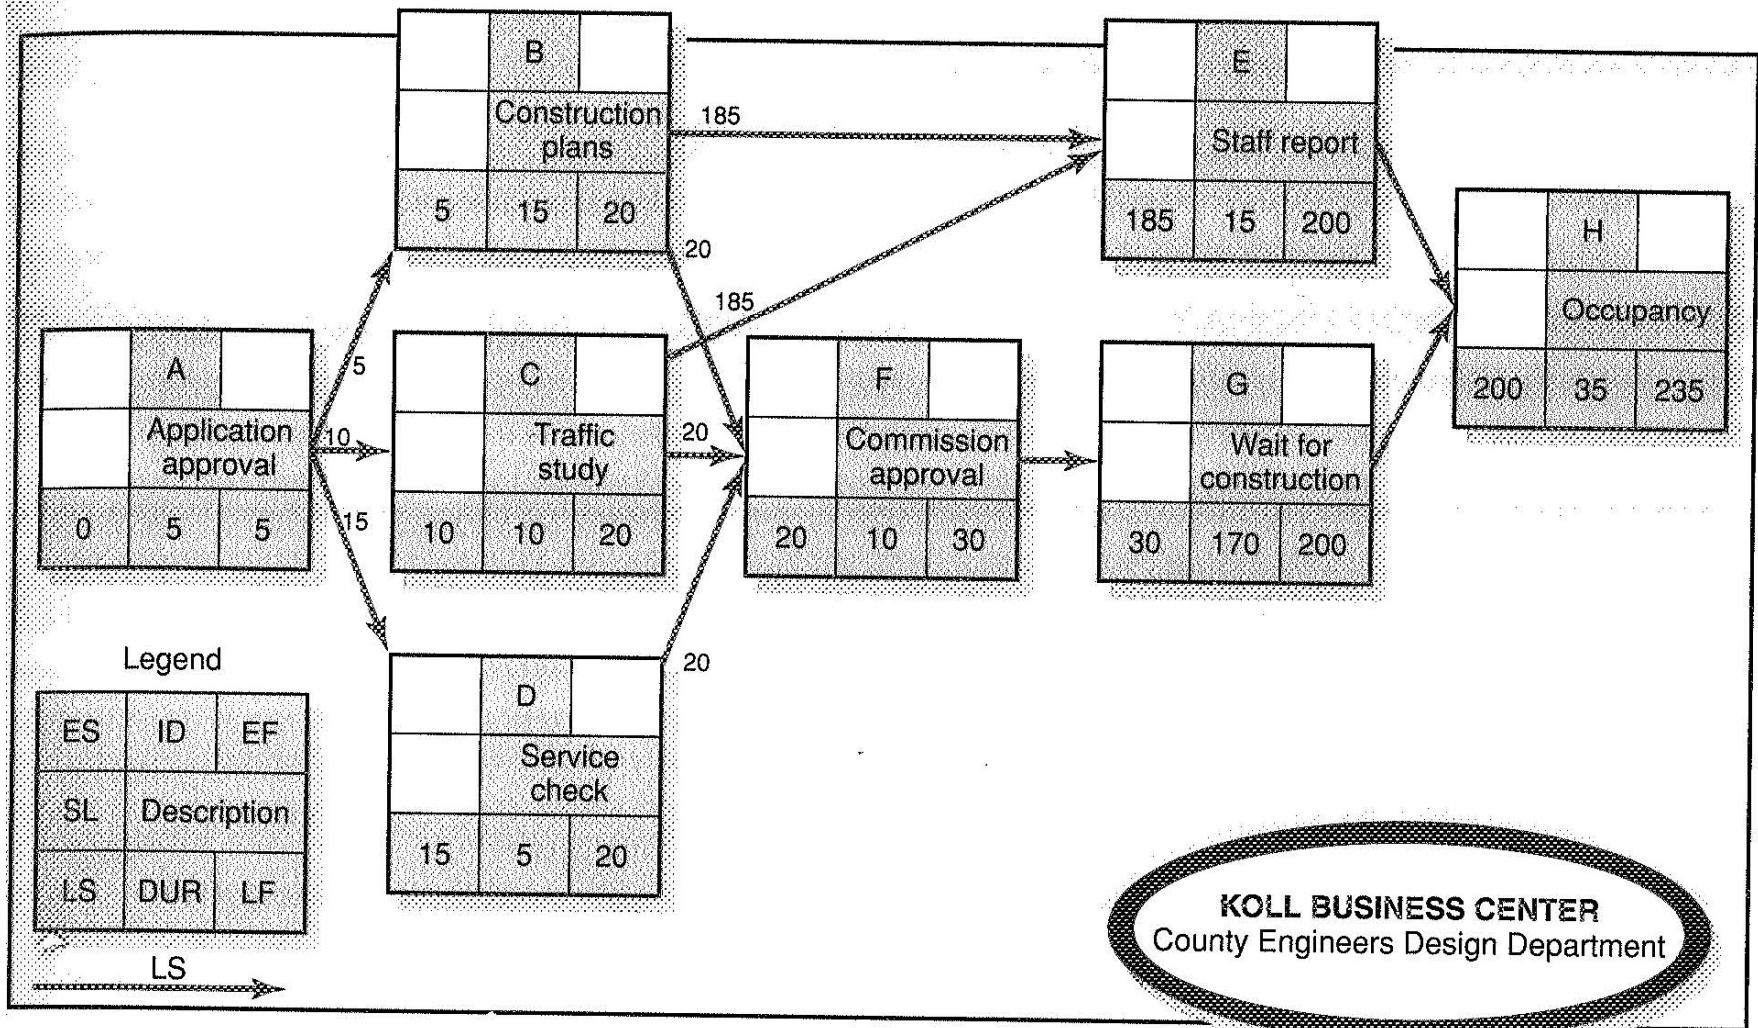 B
Construction
plans
5 15 20
185
20
E
Staff report
185 15 200
H
Occupancy
200 35 235
A
Application
approval
0 5 5
5
10
15
C
Traffic
study
10 10 20
185
20
F
Commission
approval
20 10 30
G
Wait for
construction
30 170 200
D
Service
check
15 5 20
20
Legend
ES ID EF
SL Description
LS DUR LF
LS
KOLL BUSINESS CENTER
County Engineers Design Department